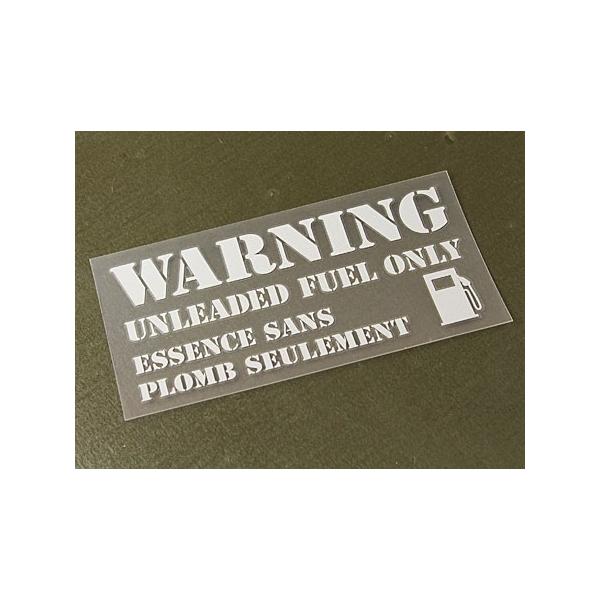 WARNING
UNLEADED FUEL ONLY
ESSENCE SANS
PLOMB SEULEMENT